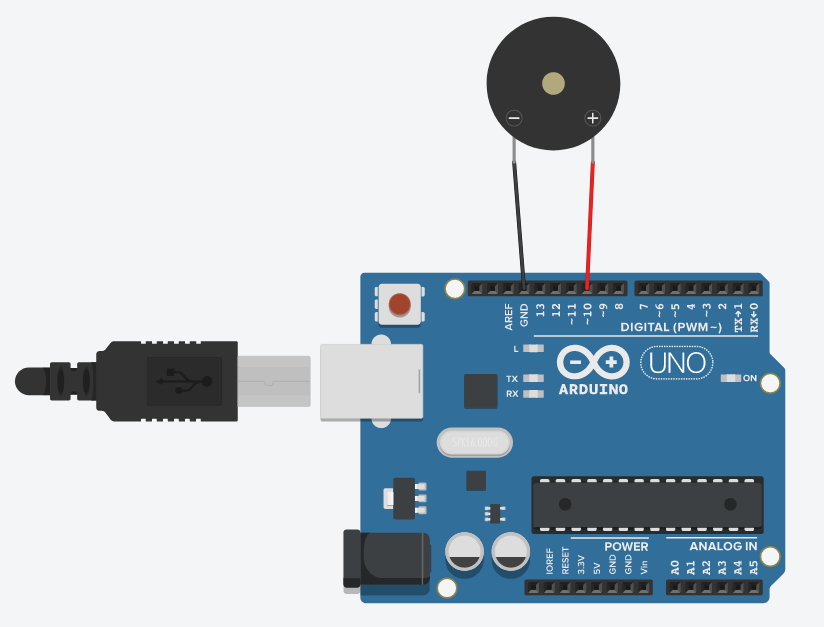 − +
AREF
GND
13
12
~11
~10
~9
8
7
~6
~5
4
~3
2
TX→1
RX←0
DIGITAL (PWM~)
L
TX
RX
ARDUINO
UNO
ON
IOREF
RESET
3.3V
5V
GND
GND
Vin
POWER
ANALOG IN
A0
A1
A2
A3
A4
A5